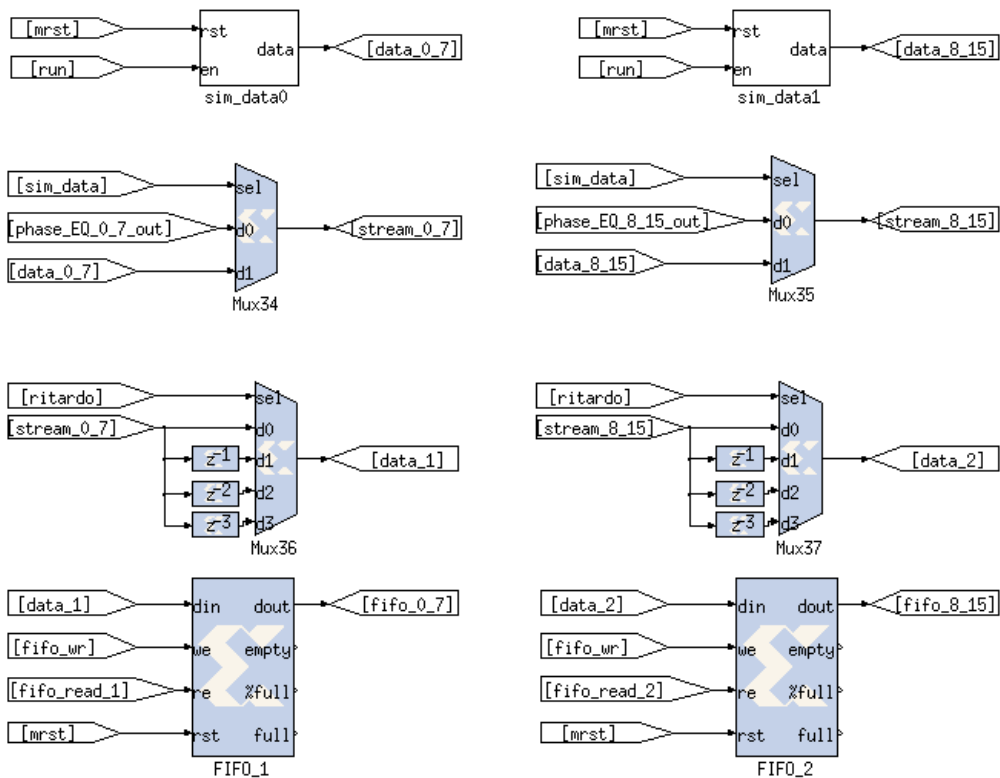 [mrst]
rst
data
[data_0_7]
[run]
en
sim_data0
[mrst]
rst
data
[data_8_15]
[run]
en
sim_data1
[sim_data]
sel
[phase_EQ_0_7_out]
d0
[stream_0_7]
[data_0_7]
d1
Mux34
[sim_data]
sel
[phase_EQ_8_15_out]
d0
[stream_8_15]
[data_8_15]
d1
Mux35
[ritardo]
sel
[stream_0_7]
d0
z-1
d1
[data_1]
z-2
d2
z-3
d3
Mux36
[ritardo]
sel
[stream_8_15]
d0
z-1
d1
[data_2]
z-2
d2
z-3
d3
Mux37
[data_1]
din
dout
[fifo_0_7]
[fifo_wr]
we
empty
[fifo_read_1]
re
%full
[mrst]
rst
full
FIFO_1
[data_2]
din
dout
[fifo_8_15]
[fifo_wr]
we
empty
[fifo_read_2]
re
%full
[mrst]
rst
full
FIFO_2